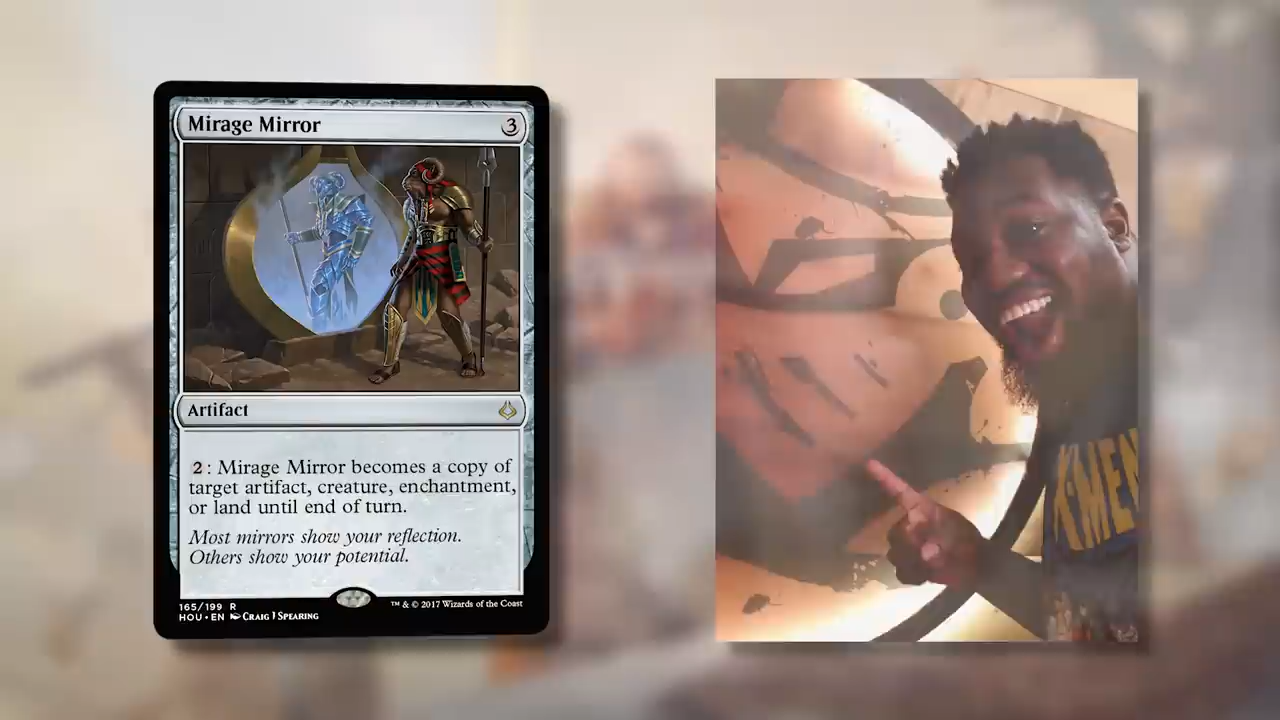 Mirage Mirror 3
Artifact
2: Mirage Mirror becomes a copy of
target artifact, creature, enchantment,
or land until end of turn.
Most mirrors show your reflection.
Others show your potential.
165/199 R
HOU • EN Craig J Spearing
™ & © 2017 Wizards of the Coast
X-MEN